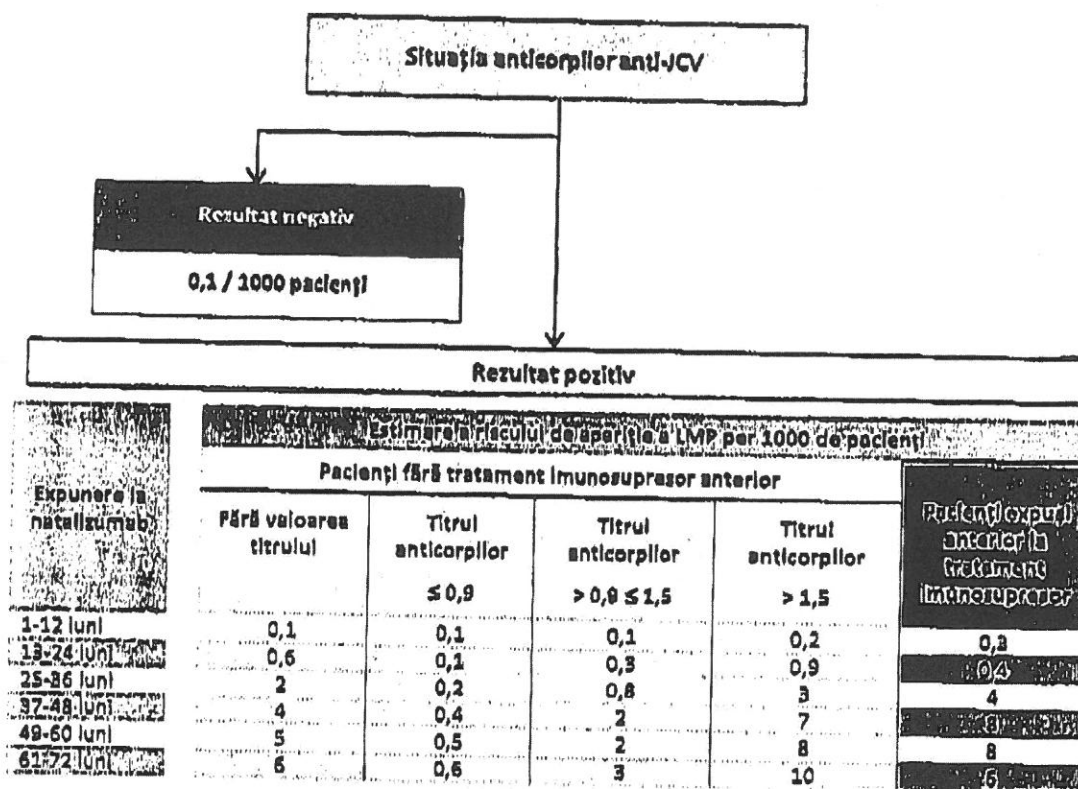 Situația anticorpilor anti-JCV
Rezultat negativ
0,1 / 1000 pacienți
Rezultat pozitiv
Estimarea riscului de apariție a LMP per 1000 de pacienți
Expunere la
natalizumab
Pacienți fără tratament imunosupresor anterior
Pacienți expuși
anterior la
tratament
imunosupresor
Fără valoarea
titrului
Titrul
anticorpilor
≤ 0,9
Titrul
anticorpilor
> 0,9 ≤ 1,5
Titrul
anticorpilor
> 1,5
1-12 luni 0,1 0,1 0,1 0,2 0,3
13-24 luni 0,6 0,1 0,3 0,9 0,4
25-36 luni 2 0,2 0,8 3 4
37-48 luni 4 0,4 2 7 8
49-60 luni 5 0,5 2 8 8
61-72 luni 6 0,6 3 10 6